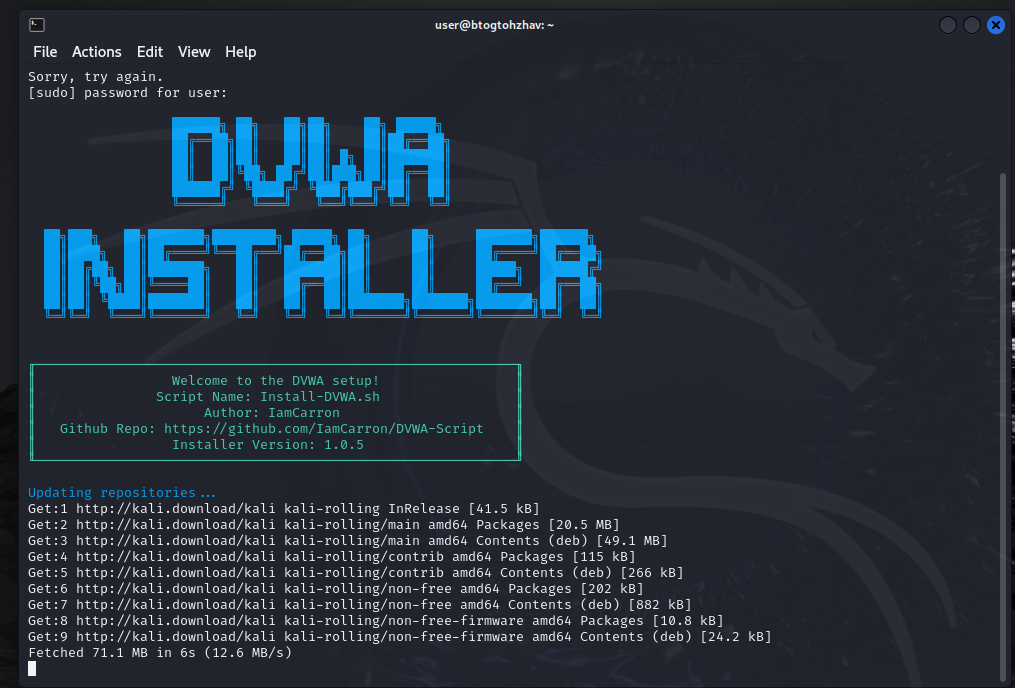 user@btogtohzhav: ~
File Actions Edit View Help
Sorry, try again.
[sudo] password for user:
DVWA
INSTALLER
Welcome to the DVWA setup!
Script Name: Install-DVWA.sh
Author: IamCarron
Github Repo: https://github.com/IamCarron/DVWA-Script
Installer Version: 1.0.5
Updating repositories...
Get:1 http://kali.download/kali kali-rolling InRelease [41.5 kB]
Get:2 http://kali.download/kali kali-rolling/main amd64 Packages [20.5 MB]
Get:3 http://kali.download/kali kali-rolling/main amd64 Contents (deb) [49.1 MB]
Get:4 http://kali.download/kali kali-rolling/contrib amd64 Packages [115 kB]
Get:5 http://kali.download/kali kali-rolling/contrib amd64 Contents (deb) [266 kB]
Get:6 http://kali.download/kali kali-rolling/non-free amd64 Packages [202 kB]
Get:7 http://kali.download/kali kali-rolling/non-free amd64 Contents (deb) [882 kB]
Get:8 http://kali.download/kali kali-rolling/non-free-firmware amd64 Packages [10.8 kB]
Get:9 http://kali.download/kali kali-rolling/non-free-firmware amd64 Contents (deb) [24.2 kB]
Fetched 71.1 MB in 6s (12.6 MB/s)